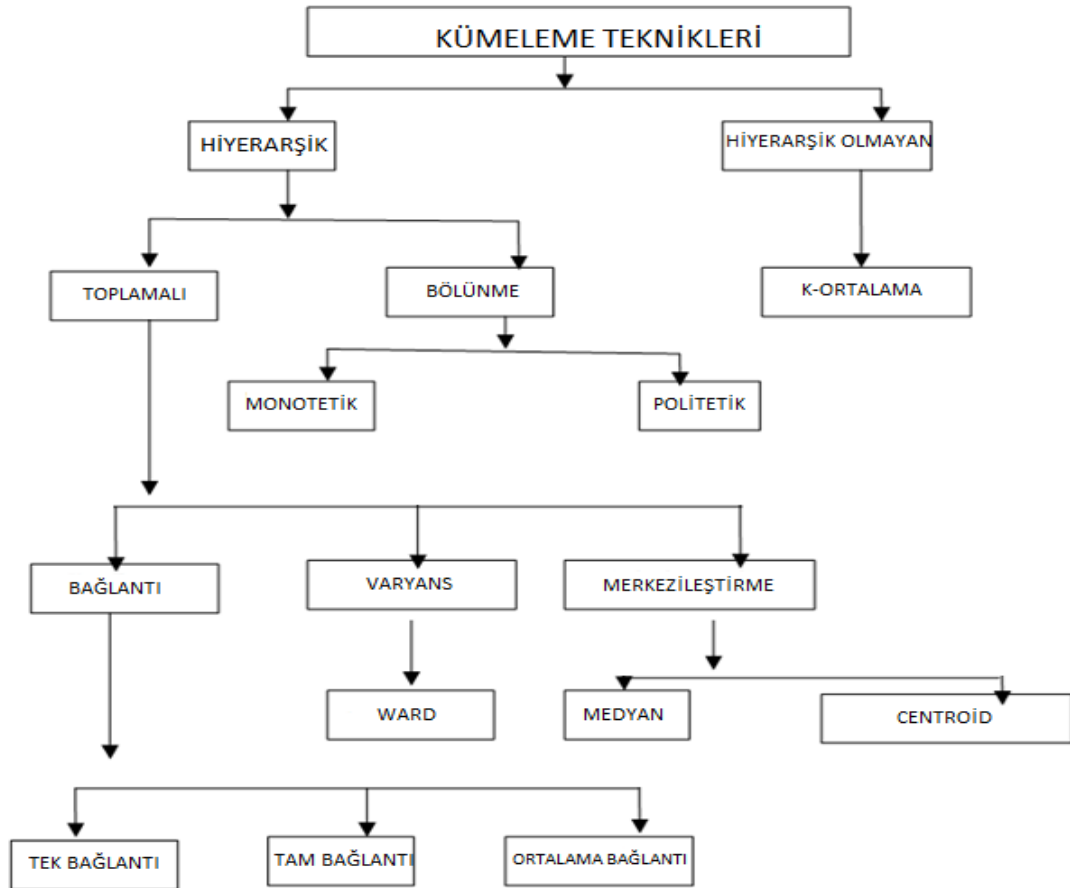 KÜMELEME TEKNİKLERİ
HİYERARŞİK
HİYERARŞİK OLMAYAN
TOPLAMALI
BÖLÜNME
K-ORTALAMA
MONOTETİK
POLİTETİK
BAĞLANTI
VARYANS
MERKEZİLEŞTİRME
WARD
MEDYAN
CENTROİD
TEK BAĞLANTI
TAM BAĞLANTI
ORTALAMA BAĞLANTI